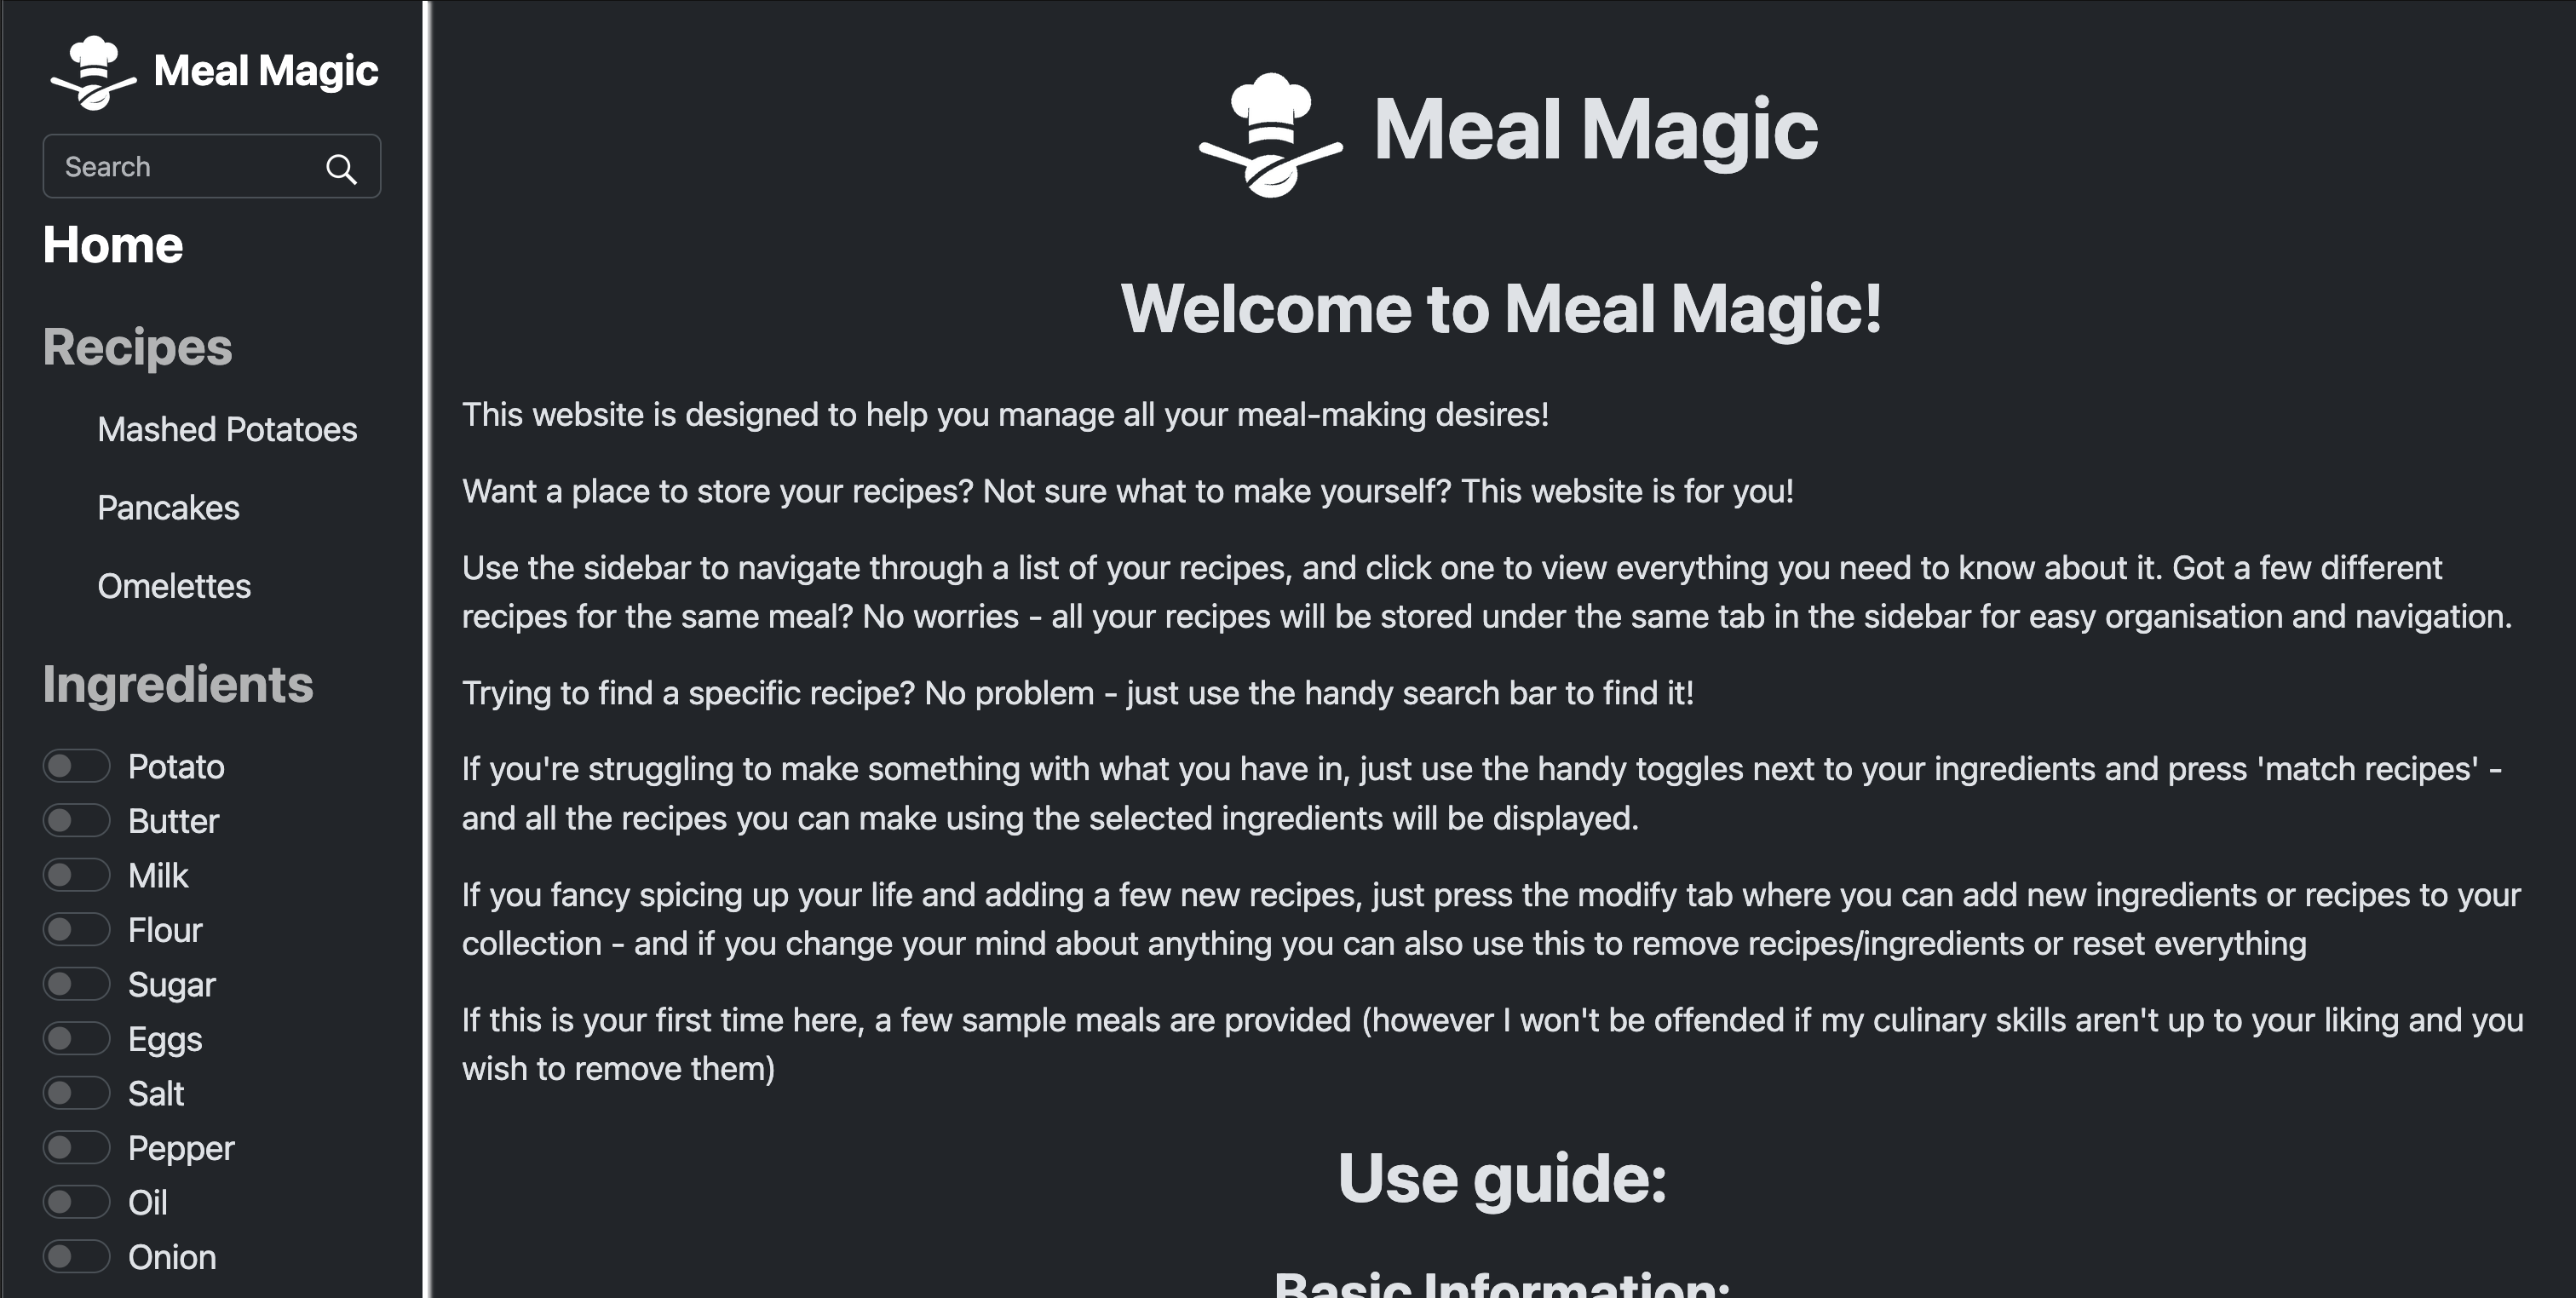 Meal Magic
Search
Home
Recipes
Mashed Potatoes
Pancakes
Omelettes
Ingredients
Potato
Butter
Milk
Flour
Sugar
Eggs
Salt
Pepper
Oil
Onion
Meal Magic
Welcome to Meal Magic!
This website is designed to help you manage all your meal-making desires!
Want a place to store your recipes? Not sure what to make yourself? This website is for you!
Use the sidebar to navigate through a list of your recipes, and click one to view everything you need to know about it. Got a few different
recipes for the same meal? No worries - all your recipes will be stored under the same tab in the sidebar for easy organisation and navigation.
Trying to find a specific recipe? No problem - just use the handy search bar to find it!
If you're struggling to make something with what you have in, just use the handy toggles next to your ingredients and press 'match recipes' -
and all the recipes you can make using the selected ingredients will be displayed.
If you fancy spicing up your life and adding a few new recipes, just press the modify tab where you can add new ingredients or recipes to your
collection - and if you change your mind about anything you can also use this to remove recipes/ingredients or reset everything
If this is your first time here, a few sample meals are provided (however I won't be offended if my culinary skills aren't up to your liking and you
wish to remove them)
Use guide:
Basic Information: